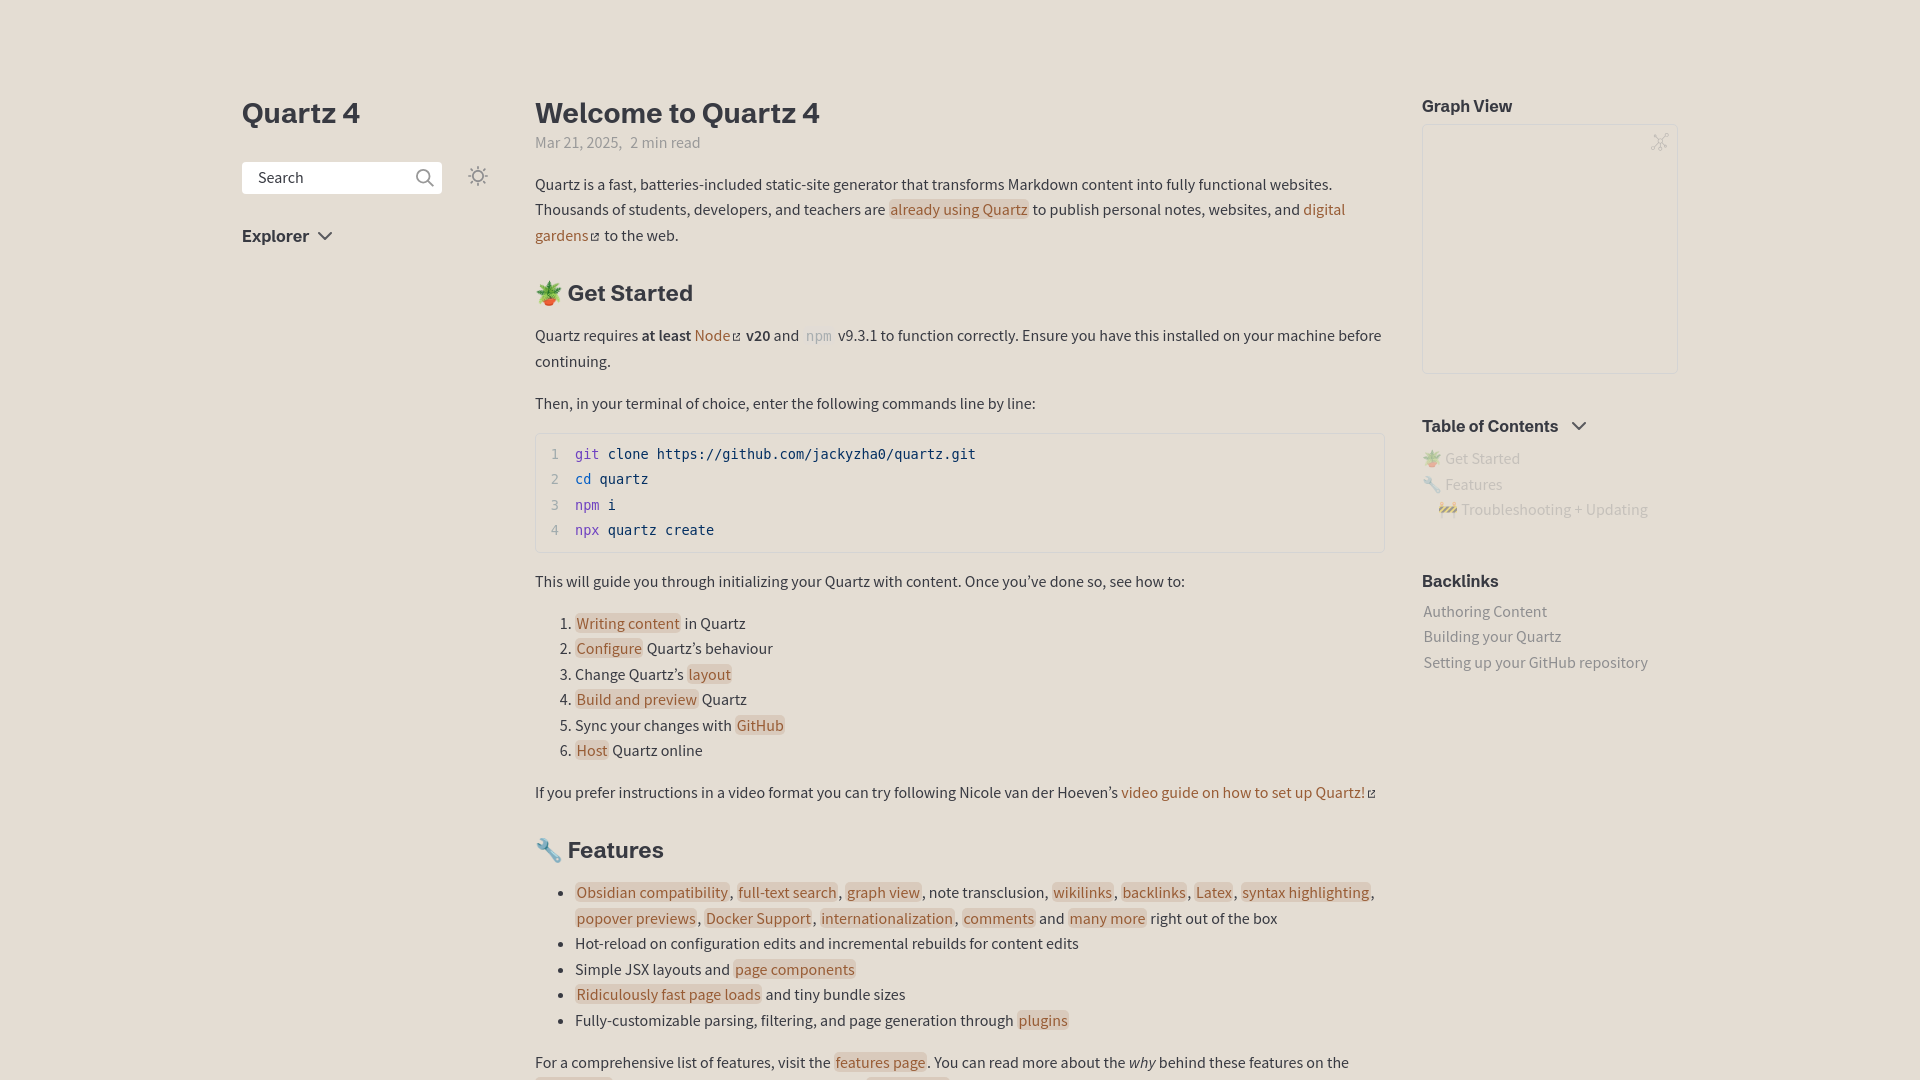 Quartz 4
Search
Explorer
Welcome to Quartz 4
Mar 21, 2025, 2 min read
Quartz is a fast, batteries-included static-site generator that transforms Markdown content into fully functional websites.
Thousands of students, developers, and teachers are already using Quartz to publish personal notes, websites, and digital
gardens to the web.
🪴 Get Started
Quartz requires at least Node v20 and npm v9.3.1 to function correctly. Ensure you have this installed on your machine before
continuing.
Then, in your terminal of choice, enter the following commands line by line:
1 git clone https://github.com/jackyzha0/quartz.git
2 cd quartz
3 npm i
4 npx quartz create
This will guide you through initializing your Quartz with content. Once you’ve done so, see how to:
1. Writing content in Quartz
2. Configure Quartz’s behaviour
3. Change Quartz’s layout
4. Build and preview Quartz
5. Sync your changes with GitHub
6. Host Quartz online
If you prefer instructions in a video format you can try following Nicole van der Hoeven’s video guide on how to set up Quartz!
🔧 Features
• Obsidian compatibility, full-text search, graph view, note transclusion, wikilinks, backlinks, Latex, syntax highlighting,
popover previews, Docker Support, internationalization, comments and many more right out of the box
• Hot-reload on configuration edits and incremental rebuilds for content edits
• Simple JSX layouts and page components
• Ridiculously fast page loads and tiny bundle sizes
• Fully-customizable parsing, filtering, and page generation through plugins
For a comprehensive list of features, visit the features page. You can read more about the why behind these features on the
Graph View
Table of Contents
🪴 Get Started
🔧 Features
🚧 Troubleshooting + Updating
Backlinks
Authoring Content
Building your Quartz
Setting up your GitHub repository